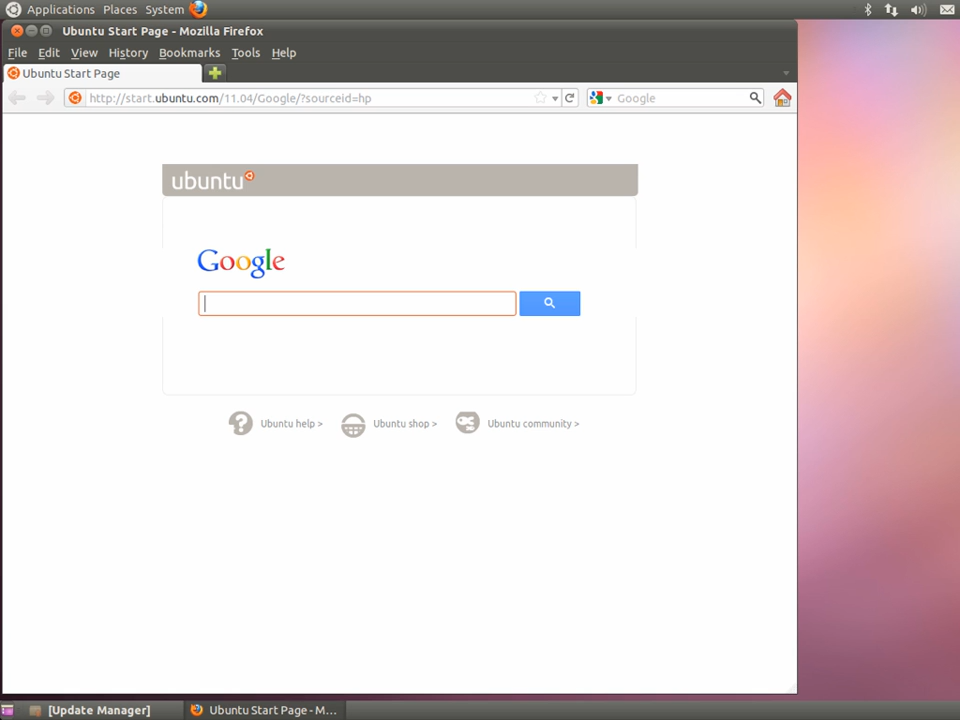 Applications Places System
Ubuntu Start Page - Mozilla Firefox
File Edit View History Bookmarks Tools Help
Ubuntu Start Page
http://start.ubuntu.com/11.04/Google/?sourceid=hp
Google
ubuntu
Google
Ubuntu help >
Ubuntu shop >
Ubuntu community >
[Update Manager]
Ubuntu Start Page - M...